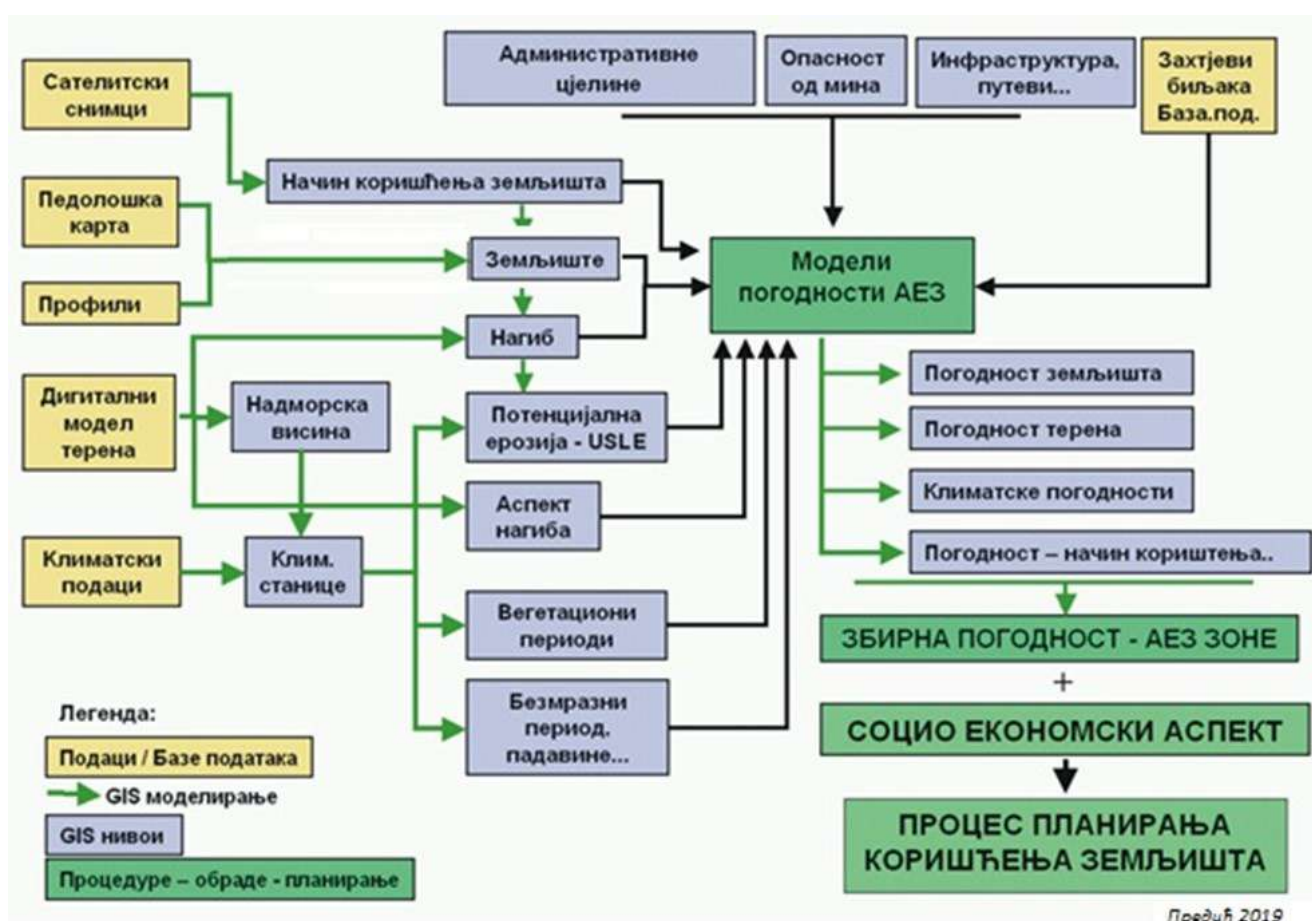 Административне
цјелине
Опасност
од мина
Инфраструктура,
путеви...
Захтјеви
биљака
База.под.
Сателитски
снимци
Начин коришћења земљишта
Педолошка
карта
Земљиште
Профили
Нагиб
Модели
погодности АЕЗ
Дигитални
модел
терена
Надморска
висина
Потенцијална
ерозија - USLE
Аспект
нагиба
Климатски
подаци
Клим.
станице
Вегетациони
периоди
Безмразни
период,
падавине...
Погодност земљишта
Погодност терена
Климатске погодности
Погодност – начин кориштења..
ЗБИРНА ПОГОДНОСТ - АЕЗ ЗОНЕ
+
СОЦИО ЕКОНОМСКИ АСПЕКТ
ПРОЦЕС ПЛАНИРАЊА
КОРИШЋЕЊА ЗЕМЉИШТА
Легенда:
Подаци / Базе података
GIS моделирање
GIS нивои
Процедуре – обраде - планирање
Предић 2019